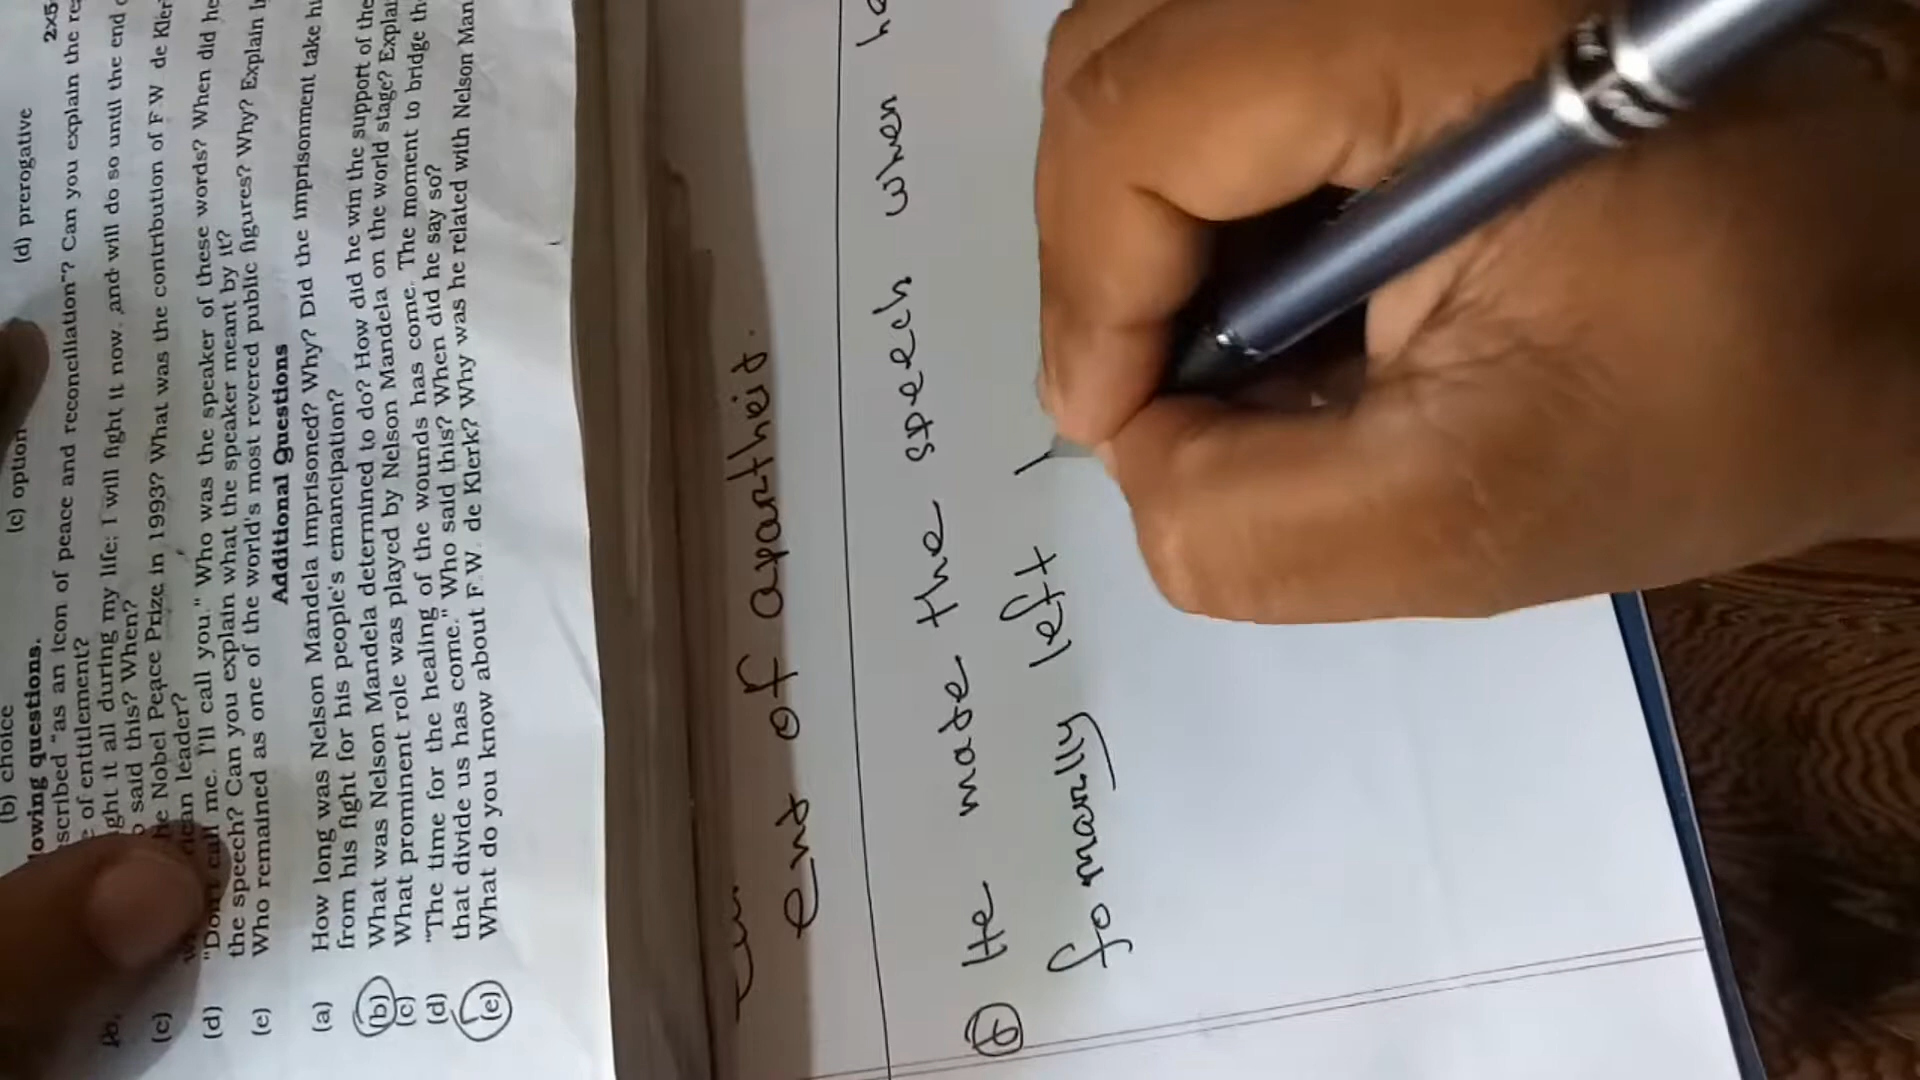 (b) choice (c) option (d) prerogative
lowing questions. 2x5
scribed "as an icon of peace and reconciliation"? Can you explain the re
of entitlement?
ght it all during my life; I will fight it now, and will do so until the end
said this? When?
he Nobel Peace Prize in 1993? What was the contribution of F W de Kler
can leader?
"Don't call me. I'll call you." Who was the speaker of these words? When did he
the speech? Can you explain what the speaker meant by it?
Who remained as one of the world's most revered public figures? Why? Explain
Additional Questions
How long was Nelson Mandela imprisoned? Why? Did the imprisonment take hi
from his fight for his people's emancipation?
What was Nelson Mandela determined to do? How did he win the support of the
What prominent role was played by Nelson Mandela on the world stage? Explai
"The time for the healing of the wounds has come. The moment to bridge th
that divide us has come." Who said this? When did he say so?
What do you know about F.W. de Klerk? Why was he related with Nelson Man
(c)
(d)
(e)
(a)
(b)
(c)
(d)
(e)
end of apartheid.
(b) He made the speech when he
formally left